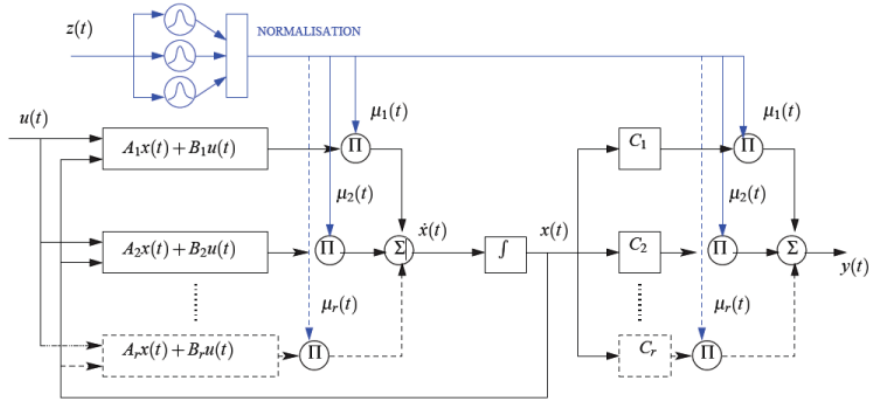 z(t)
NORMALISATION
u(t)
μ₁(t)
μ₁(t)
A₁x(t) + B₁u(t)
Π
C₁
Π
μ₂(t)
μ₂(t)
ẋ(t)
x(t)
A₂x(t) + B₂u(t)
Π
Σ
∫
C₂
Π
Σ
y(t)
μᵣ(t)
μᵣ(t)
Aᵣx(t) + Bᵣu(t)
Π
Cᵣ
Π